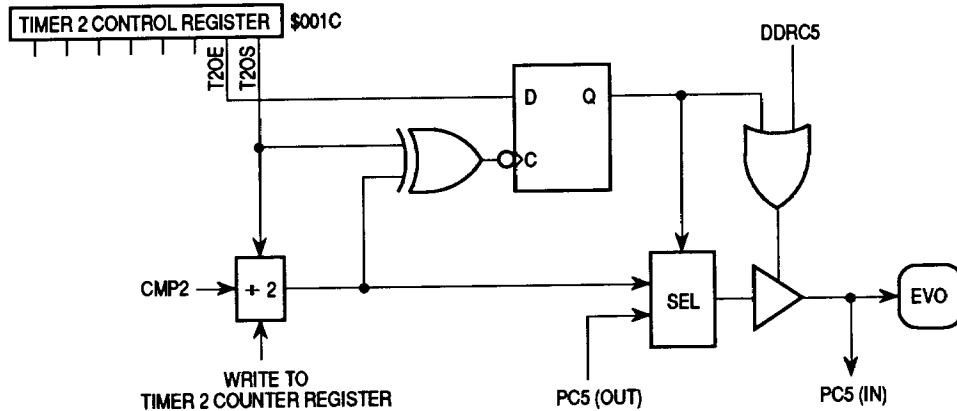 TIMER 2 CONTROL REGISTER $001C
T2OE
T2OS
DDRC5
D Q
C
CMP2
÷ 2
SEL
EVO
WRITE TO
TIMER 2 COUNTER REGISTER
PC5 (OUT)
PC5 (IN)